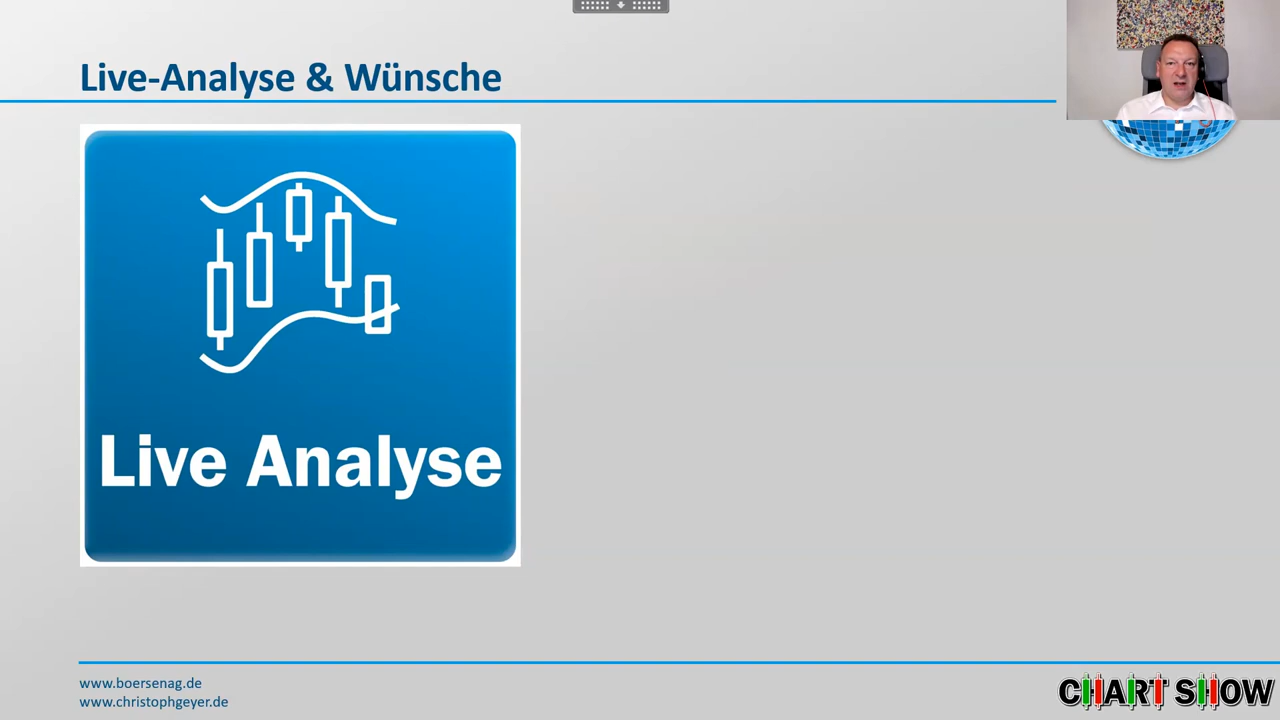 Live-Analyse & Wünsche
Live Analyse
www.boersenag.de
www.christophgeyer.de
CHART SHOW